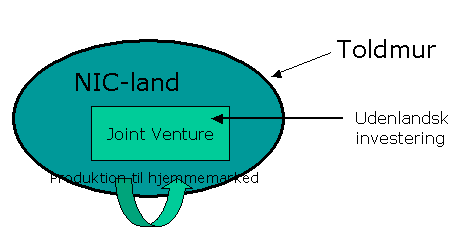 Toldmur
NIC-land
Joint Venture
Udenlandsk
investering
Produktion til hjemmemarked